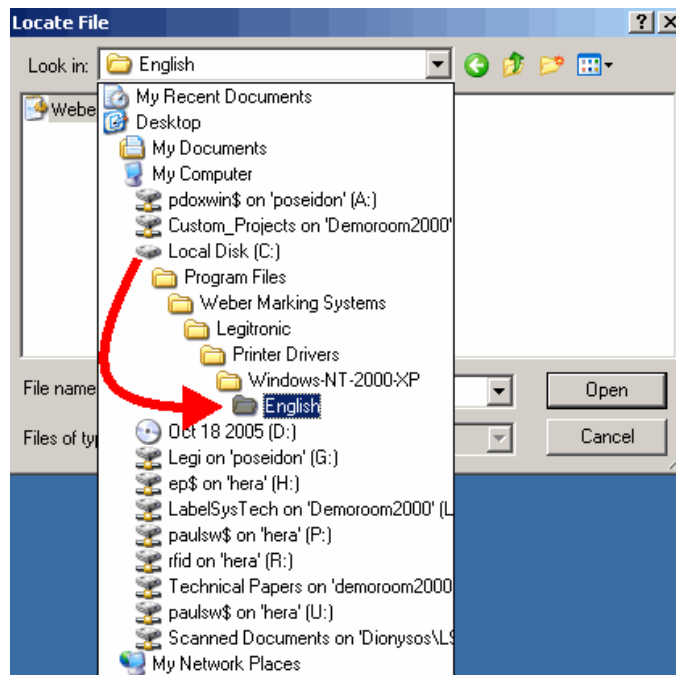 Locate File
Look in: English
My Recent Documents
Desktop
My Documents
My Computer
pdoxwin$ on 'poseidon' (A:)
Custom_Projects on 'Demoroom2000'
Local Disk (C:)
Program Files
Weber Marking Systems
Legitronic
Printer Drivers
Windows-NT-2000-XP
English
Oct 18 2005 (D:)
Legi on 'poseidon' (G:)
ep$ on 'hera' (H:)
LabelSysTech on 'Demoroom2000' (L
paulsw$ on 'hera' (P:)
rfid on 'hera' (R:)
Technical Papers on 'demoroom2000
paulsw$ on 'hera' (U:)
Scanned Documents on 'Dionysos\LS
My Network Places
Webe
File name
Open
Files of ty
Cancel